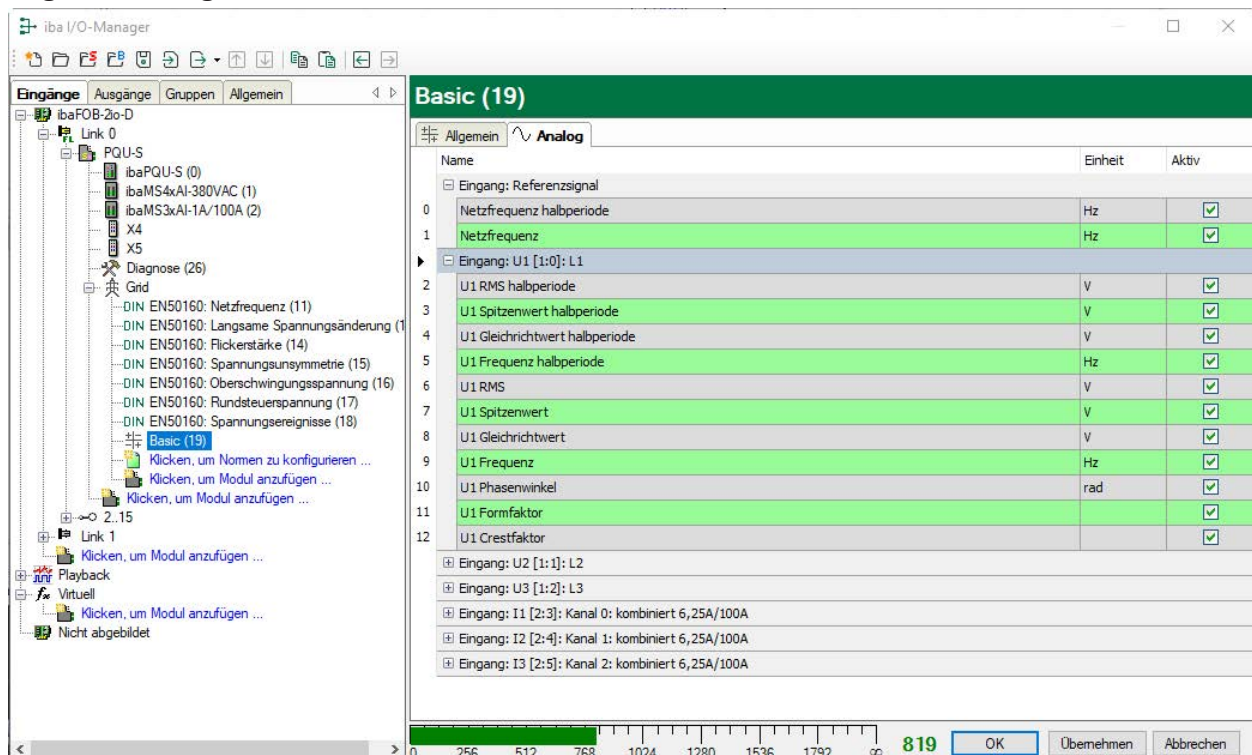 iba I/O-Manager
Eingänge Ausgänge Gruppen Allgemein
ibaFOB-2io-D
Link 0
PQU-S
ibaPQU-S (0)
ibaMS4xAI-380VAC (1)
ibaMS3xAI-1A/100A (2)
X4
X5
Diagnose (26)
Grid
DIN EN50160: Netzfrequenz (11)
DIN EN50160: Langsame Spannungsänderung (1
DIN EN50160: Flickerstärke (14)
DIN EN50160: Spannungsunsymmetrie (15)
DIN EN50160: Oberschwingungsspannung (16)
DIN EN50160: Rundsteuerspannung (17)
DIN EN50160: Spannungsereignisse (18)
Basic (19)
Klicken, um Normen zu konfigurieren ...
Klicken, um Modul anzufügen ...
Klicken, um Modul anzufügen ...
2..15
Link 1
Klicken, um Modul anzufügen ...
Playback
Virtuell
Klicken, um Modul anzufügen ...
Nicht abgebildet
Basic (19)
Allgemein Analog
Name Einheit Aktiv
Eingang: Referenzsignal
0 Netzfrequenz halbperiode Hz
1 Netzfrequenz Hz
Eingang: U1 [1:0]: L1
2 U1 RMS halbperiode V
3 U1 Spitzenwert halbperiode V
4 U1 Gleichrichtwert halbperiode V
5 U1 Frequenz halbperiode Hz
6 U1 RMS V
7 U1 Spitzenwert V
8 U1 Gleichrichtwert V
9 U1 Frequenz Hz
10 U1 Phasenwinkel rad
11 U1 Formfaktor
12 U1 Crestfaktor
Eingang: U2 [1:1]: L2
Eingang: U3 [1:2]: L3
Eingang: I1 [2:3]: Kanal 0: kombiniert 6,25A/100A
Eingang: I2 [2:4]: Kanal 1: kombiniert 6,25A/100A
Eingang: I3 [2:5]: Kanal 2: kombiniert 6,25A/100A
0 256 512 768 1024 1280 1536 1792 ∞ 819 OK Übernehmen Abbrechen